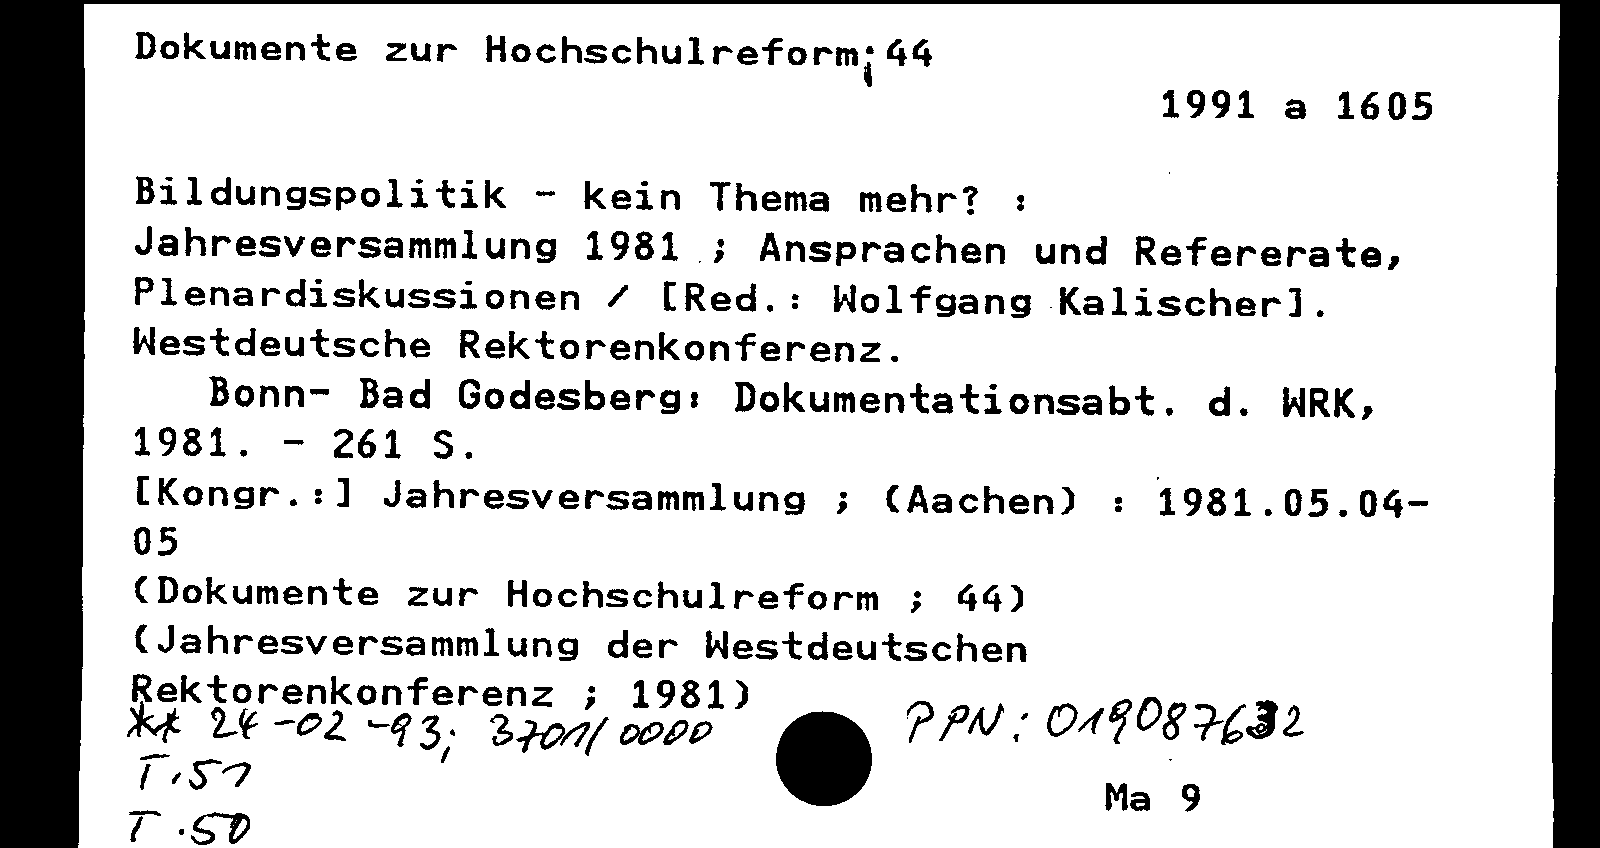 Dokumente zur Hochschulreform; 44
1991 a 1605
Bildungspolitik - kein Thema mehr? :
Jahresversammlung 1981 ; Ansprachen und Refererate,
Plenardiskussionen / [Red.: Wolfgang Kalischer].
Westdeutsche Rektorenkonferenz.
Bonn- Bad Godesberg: Dokumentationsabt. d. WRK,
1981. - 261 S.
[Kongr.:] Jahresversammlung ; (Aachen) : 1981.05.04-
05
(Dokumente zur Hochschulreform ; 44)
(Jahresversammlung der Westdeutschen
Rektorenkonferenz ; 1981)
** 24-02-93; 3701/0000
PPN: 019087632
T.51
Ma 9
T.50